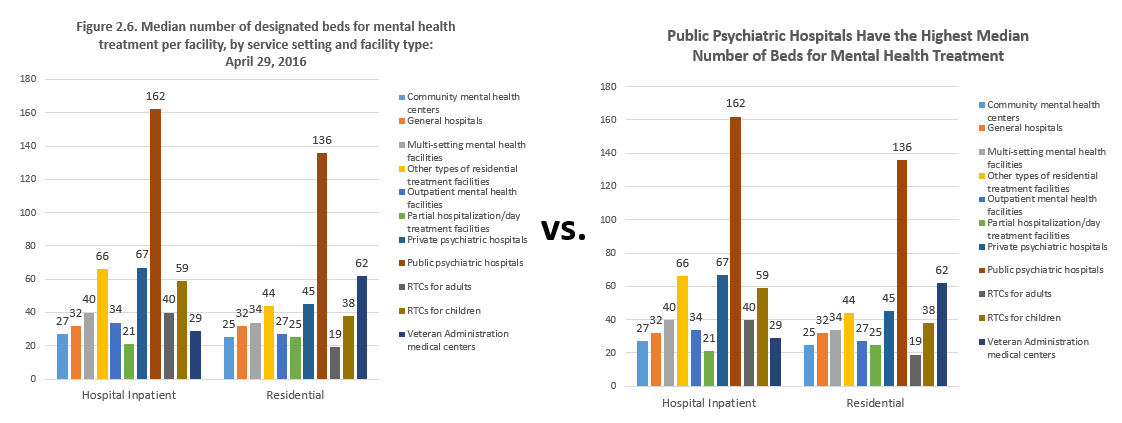 Figure 2.6. Median number of designated beds for mental health
treatment per facility, by service setting and facility type:
April 29, 2016
180
160
140
120
100
80
60
40
20
0
27
32
40
66
34
21
67
162
40
59
29
25
32
34
44
27
25
45
136
19
38
62
Hospital Inpatient
Residential
Community mental health
centers
General hospitals
Multi-setting mental health
facilities
Other types of residential
treatment facilities
Outpatient mental health
facilities
Partial hospitalization/day
treatment facilities
Private psychiatric hospitals
Public psychiatric hospitals
RTCs for adults
RTCs for children
Veteran Administration
medical centers
vs.
Public Psychiatric Hospitals Have the Highest Median
Number of Beds for Mental Health Treatment
180
160
140
120
100
80
60
40
20
0
27
32
40
66
34
21
67
162
40
59
29
25
32
34
44
27
25
45
136
19
38
62
Hospital Inpatient
Residential
Community mental health
centers
General hospitals
Multi-setting mental health
facilities
Other types of residential
treatment facilities
Outpatient mental health
facilities
Partial hospitalization/day
treatment facilities
Private psychiatric hospitals
Public psychiatric hospitals
RTCs for adults
RTCs for children
Veteran Administration
medical centers